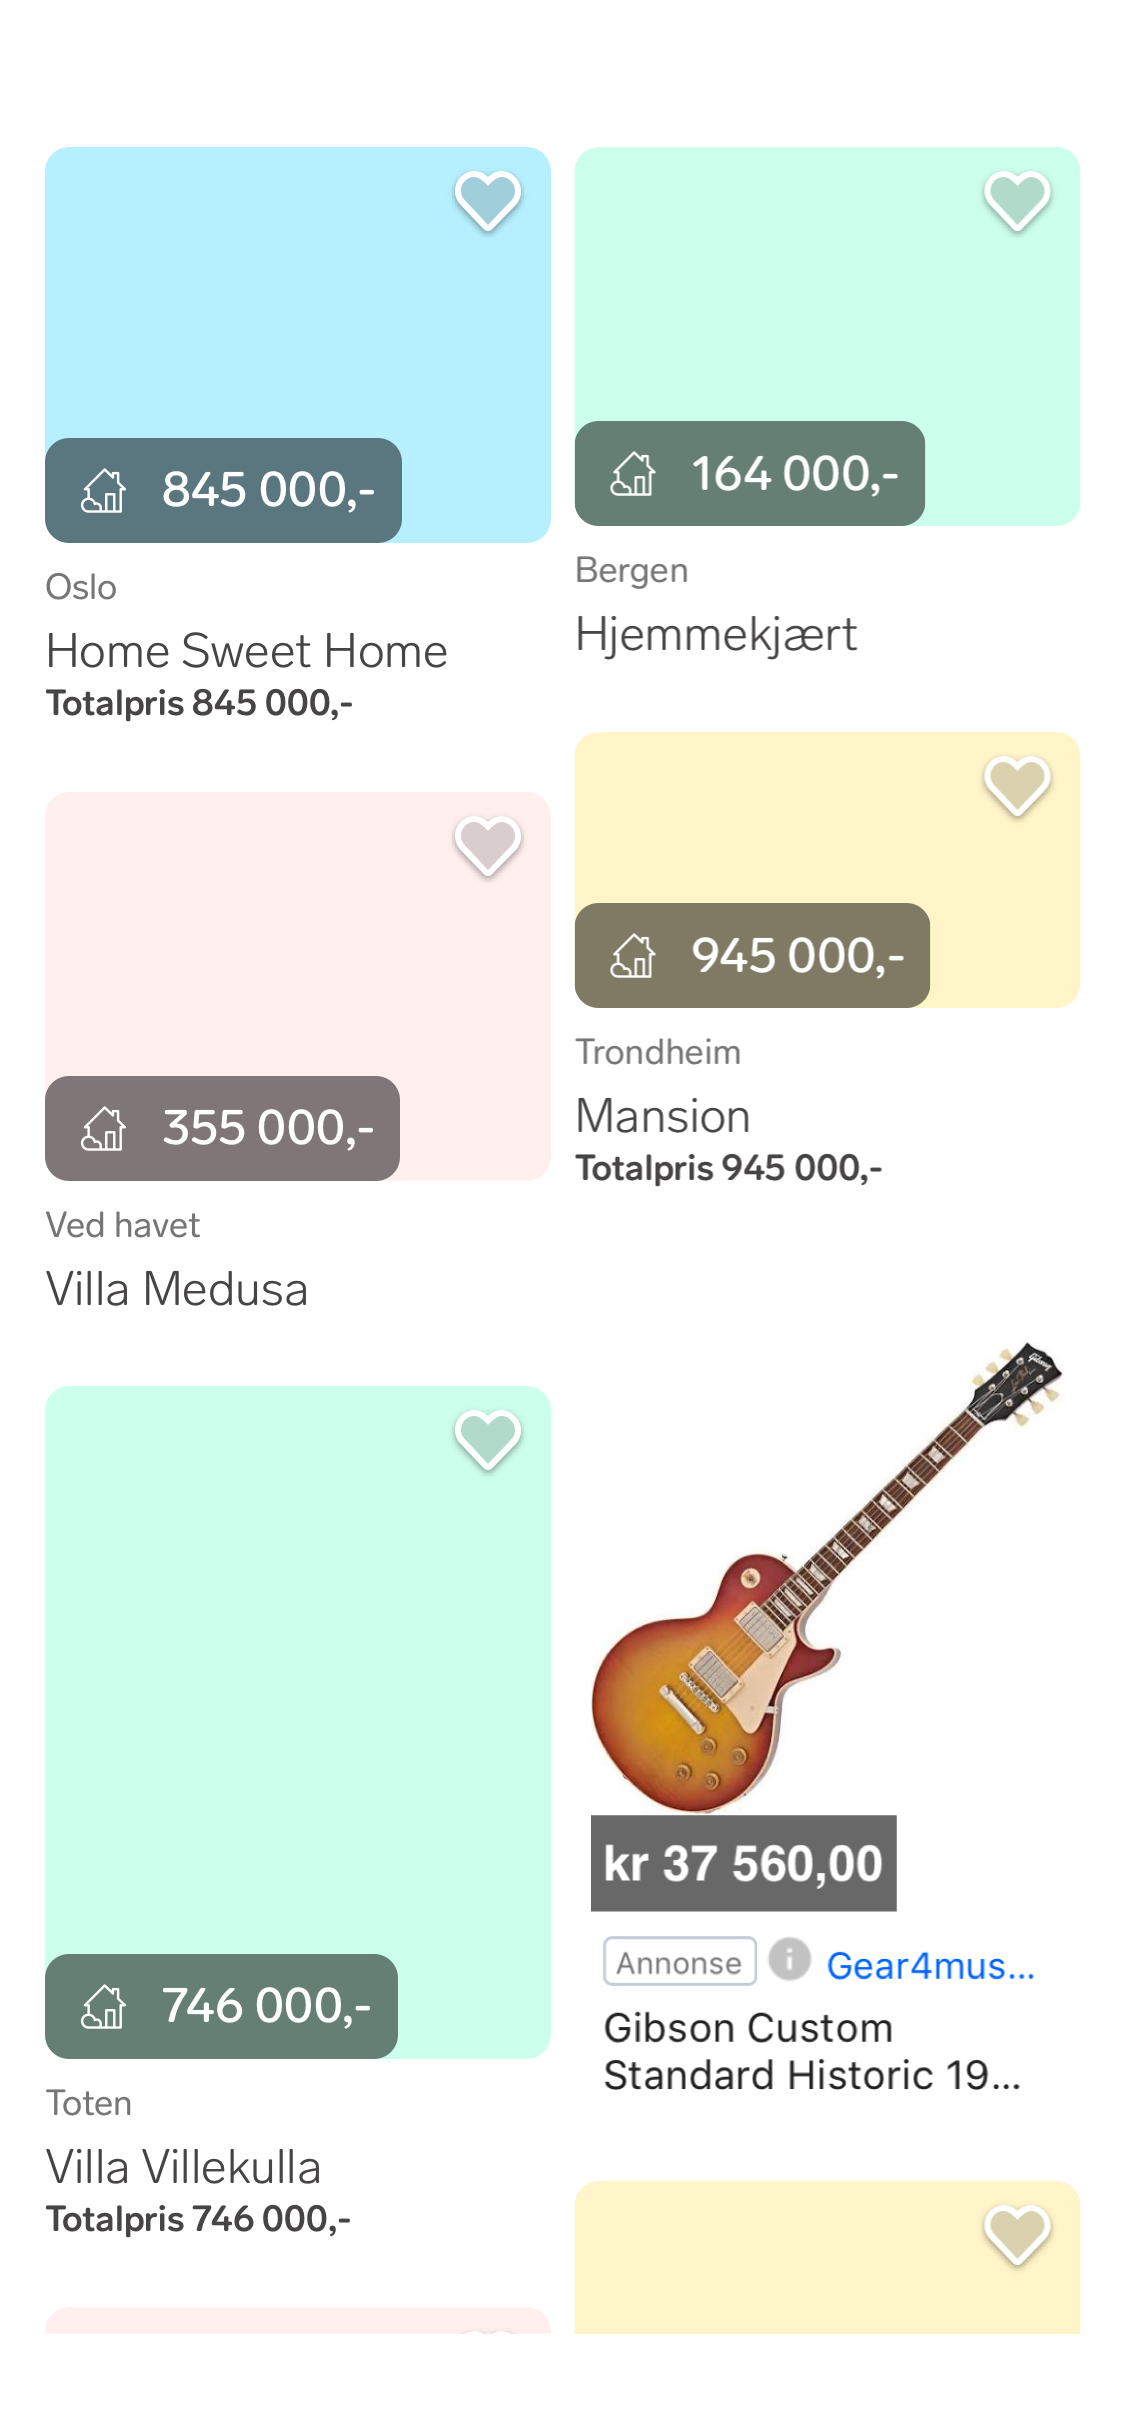 845 000,-
Oslo
Home Sweet Home
Totalpris 845 000,-
164 000,-
Bergen
Hjemmekjært
355 000,-
Ved havet
Villa Medusa
945 000,-
Trondheim
Mansion
Totalpris 945 000,-
746 000,-
Toten
Villa Villekulla
Totalpris 746 000,-
Gibson
kr 37 560,00
Annonse i Gear4mus...
Gibson Custom
Standard Historic 19...